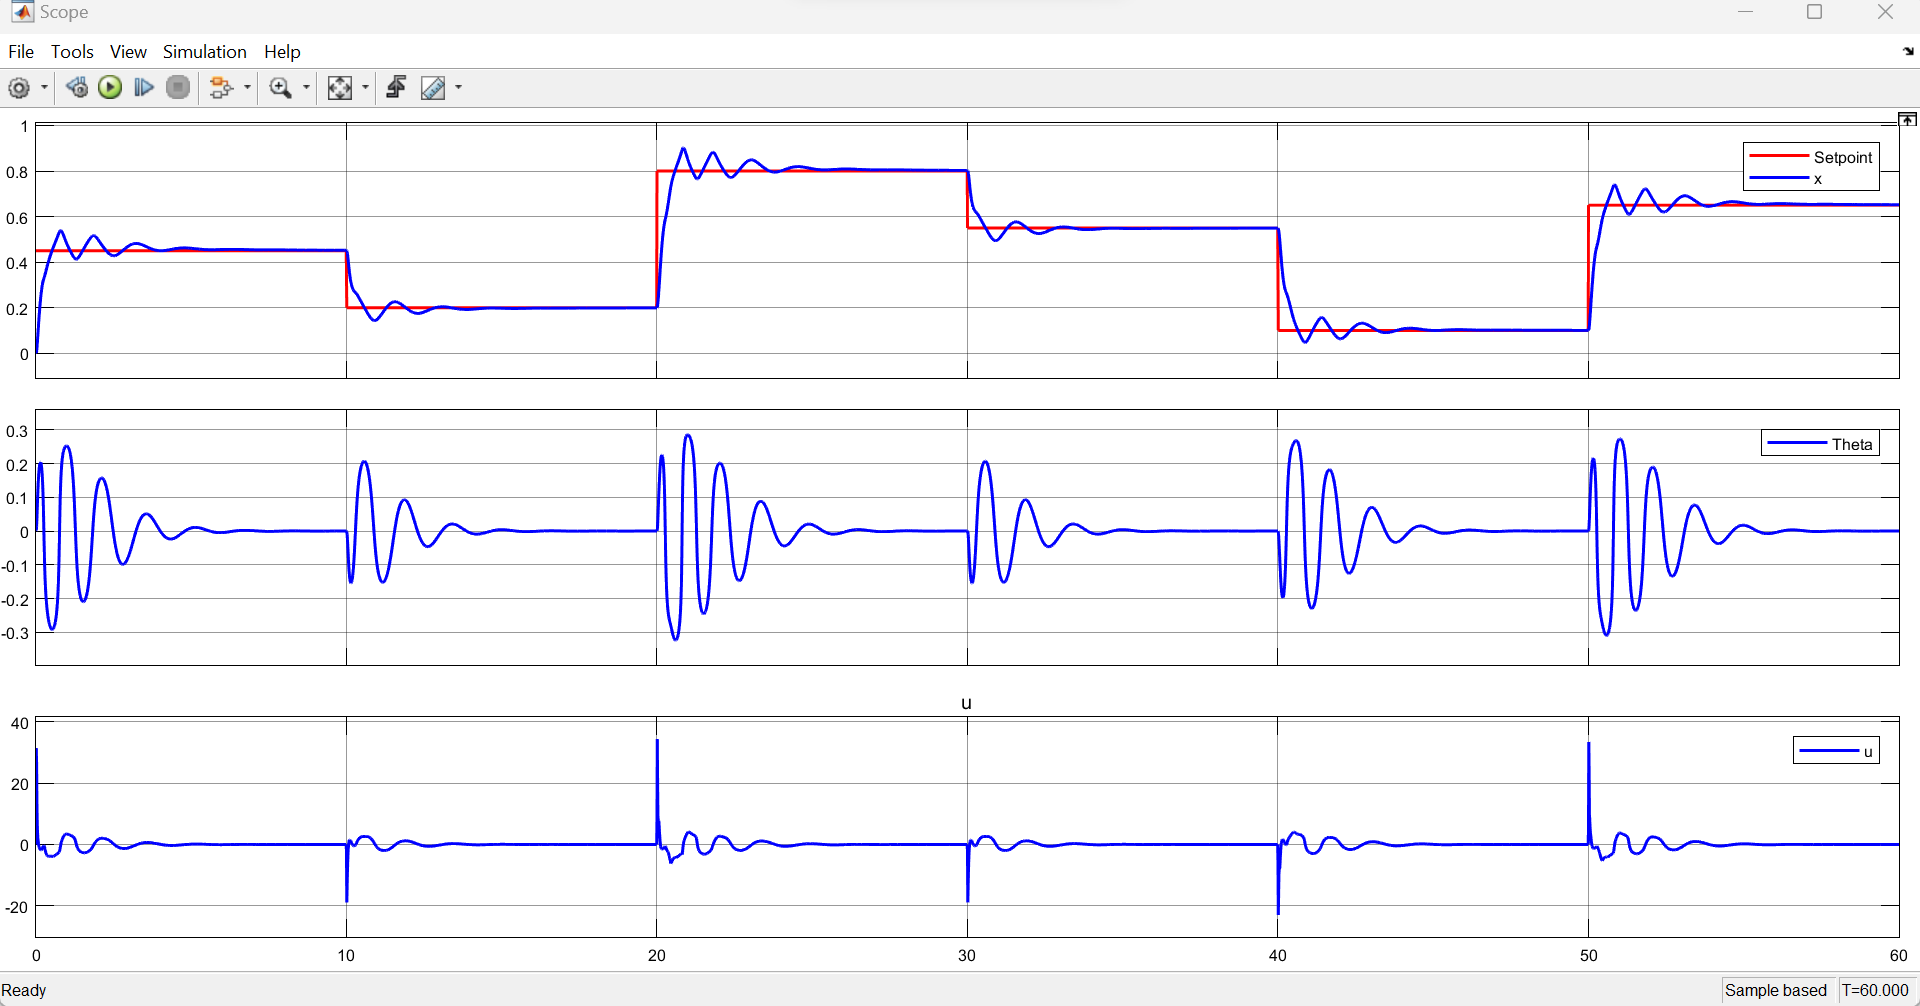 Scope
File Tools View Simulation Help
1
0.8
0.6
0.4
0.2
0
Setpoint
x
0.3
0.2
0.1
0
-0.1
-0.2
-0.3
Theta
u
40
20
0
-20
u
0 10 20 30 40 50 60
Ready
Sample based T=60.000